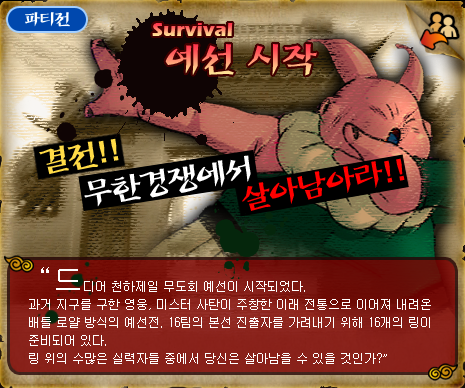 파티전
Survival
예선 시작
결전!!
무한경쟁에서
살아남아라!!
“드디어 천하제일 무도회 예선이 시작되었다.
과거 지구를 구한 영웅, 미스터 사탄이 주창한 이래 전통으로 이어져 내려온
배틀 로얄 방식의 예선전. 16팀의 본선 진출자를 가려내기 위해 16개의 링이
준비되어 있다.
링 위의 수많은 실력자들 중에서 당신은 살아남을 수 있을 것인가?”